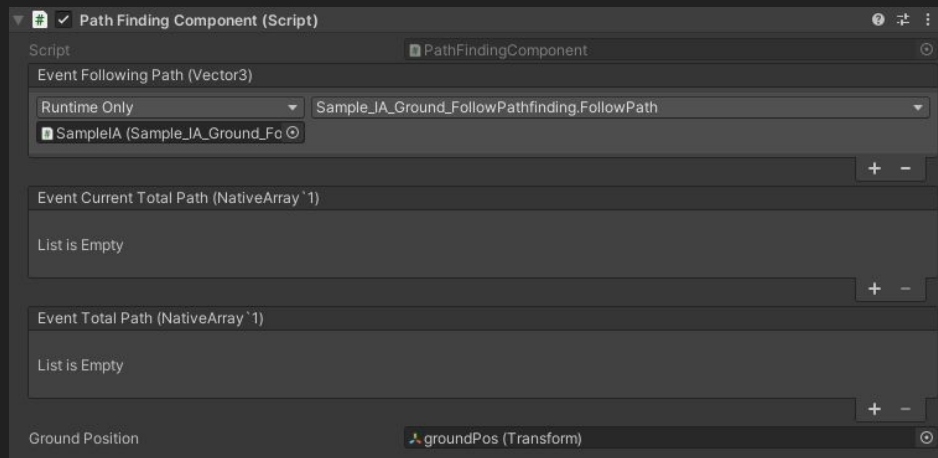 Path Finding Component (Script)
Script PathFindingComponent
Event Following Path (Vector3)
Runtime Only Sample_IA_Ground_FollowPathfinding.FollowPath
SampleIA (Sample_IA_Ground_Fo
Event Current Total Path (NativeArray`1)
List is Empty
Event Total Path (NativeArray`1)
List is Empty
Ground Position groundPos (Transform)